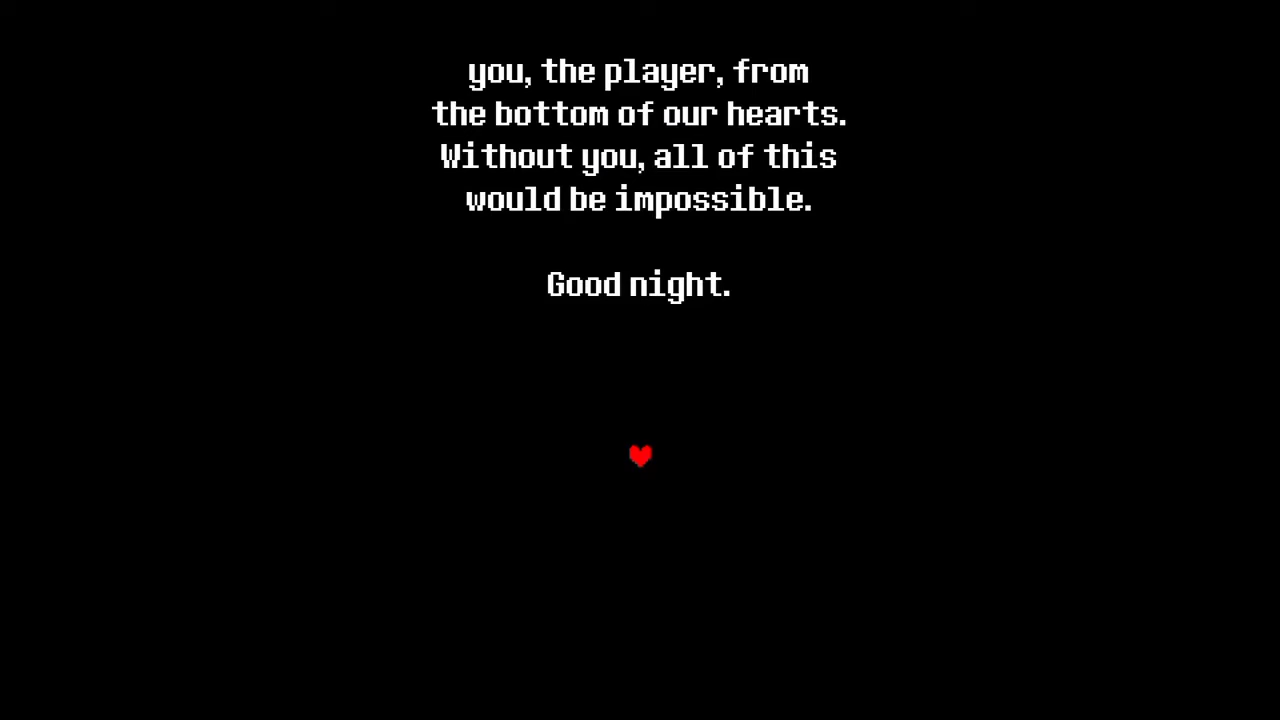 you, the player, from
the bottom of our hearts.
Without you, all of this
would be impossible.
Good night.